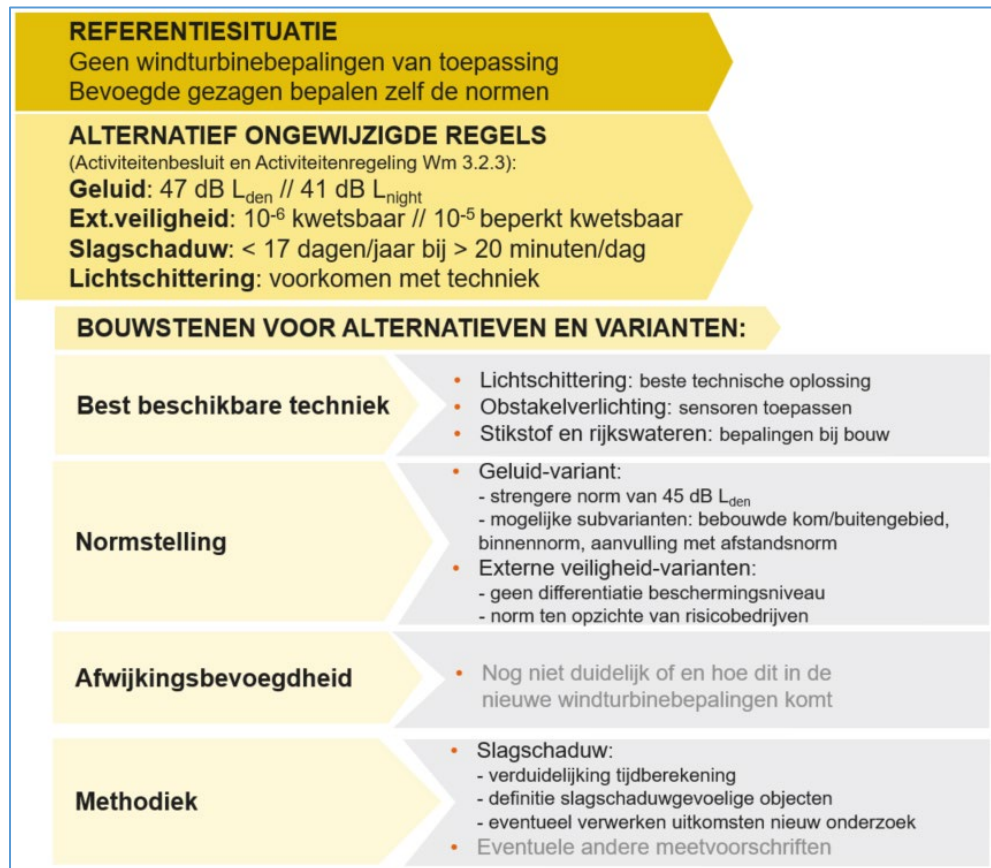 REFERENTIESITUATIE
Geen windturbinebepalingen van toepassing
Bevoegde gezagen bepalen zelf de normen
ALTERNATIEF ONGEWIJZIGDE REGELS
(Activiteitenbesluit en Activiteitenregeling Wm 3.2.3):
Geluid: 47 dB Lden // 41 dB Lnight
Ext.veiligheid: 10-6 kwetsbaar // 10-5 beperkt kwetsbaar
Slagschaduw: < 17 dagen/jaar bij > 20 minuten/dag
Lichtschittering: voorkomen met techniek
BOUWSTENEN VOOR ALTERNATIEVEN EN VARIANTEN:
Best beschikbare techniek
• Lichtschittering: beste technische oplossing
• Obstakelverlichting: sensoren toepassen
• Stikstof en rijkswateren: bepalingen bij bouw
Normstelling
• Geluid-variant:
- strengere norm van 45 dB Lden
- mogelijke subvarianten: bebouwde kom/buitengebied,
binnennorm, aanvulling met afstandsnorm
• Externe veiligheid-varianten:
- geen differentiatie beschermingsniveau
- norm ten opzichte van risicobedrijven
Afwijkingsbevoegdheid
• Nog niet duidelijk of en hoe dit in de
nieuwe windturbinebepalingen komt
Methodiek
• Slagschaduw:
- verduidelijking tijdberekening
- definitie slagschaduwgevoelige objecten
- eventueel verwerken uitkomsten nieuw onderzoek
• Eventuele andere meetvoorschriften